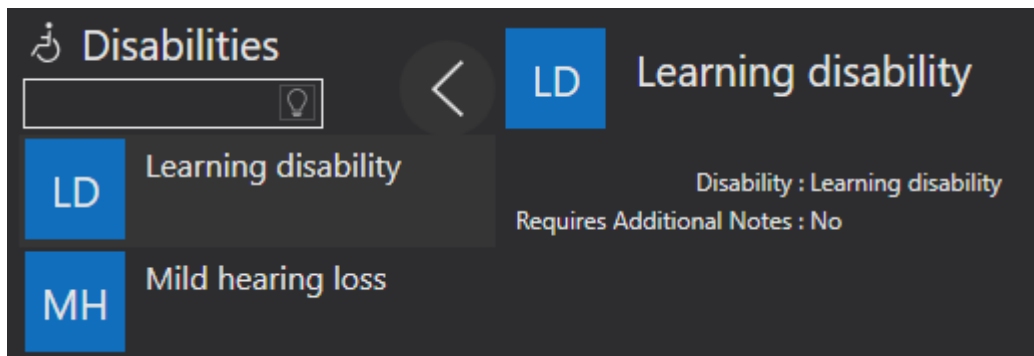 Disabilities
LD
Learning disability
MH
Mild hearing loss
LD
Learning disability
Disability : Learning disability
Requires Additional Notes : No